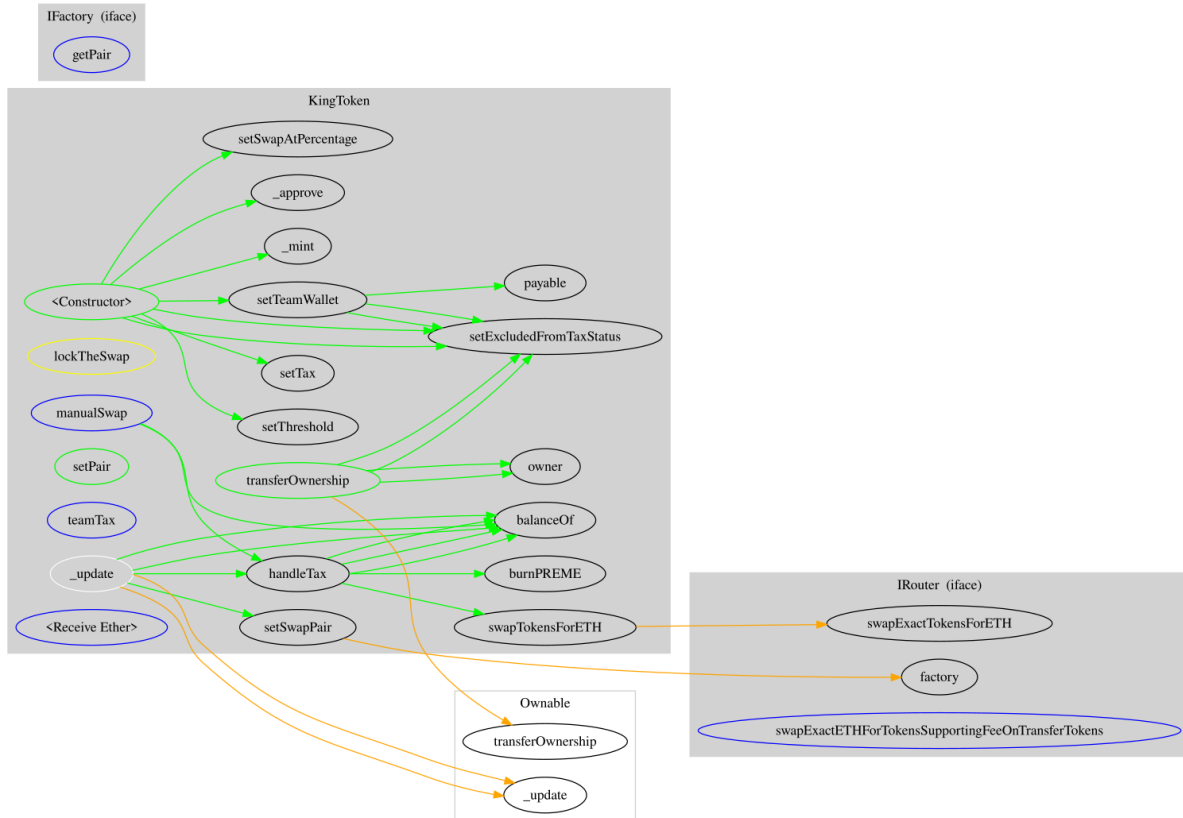 IFactory (iface)
getPair
KingToken
setSwapAtPercentage
_approve
_mint
<Constructor>
setTeamWallet
payable
setExcludedFromTaxStatus
lockTheSwap
setTax
manualSwap
setThreshold
setPair
transferOwnership
owner
teamTax
balanceOf
_update
handleTax
burnPREME
<Receive Ether>
setSwapPair
swapTokensForETH
IRouter (iface)
swapExactTokensForETH
factory
swapExactETHForTokensSupportingFeeOnTransferTokens
Ownable
transferOwnership
_update